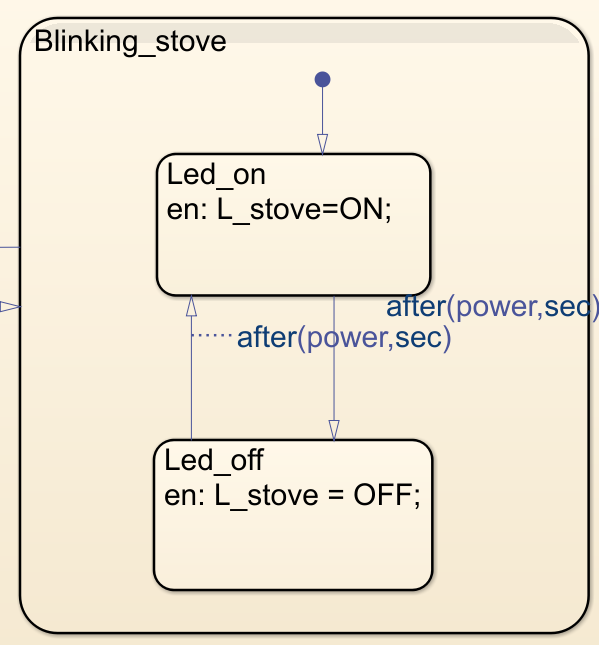 Blinking_stove
Led_on
en: L_stove=ON;
after(power,sec)
after(power,sec)
Led_off
en: L_stove = OFF;